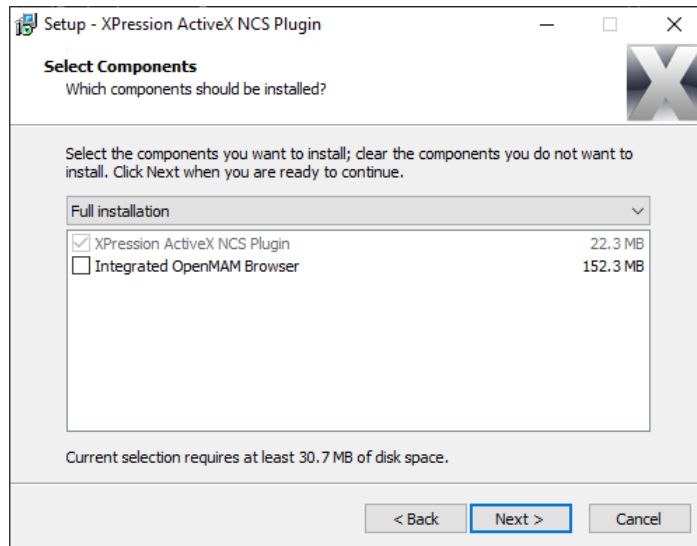 Setup - XPression ActiveX NCS Plugin
Select Components
Which components should be installed?
X
Select the components you want to install; clear the components you do not want to
install. Click Next when you are ready to continue.
Full installation
XPression ActiveX NCS Plugin 22.3 MB
Integrated OpenMAM Browser 152.3 MB
Current selection requires at least 30.7 MB of disk space.
< Back Next > Cancel